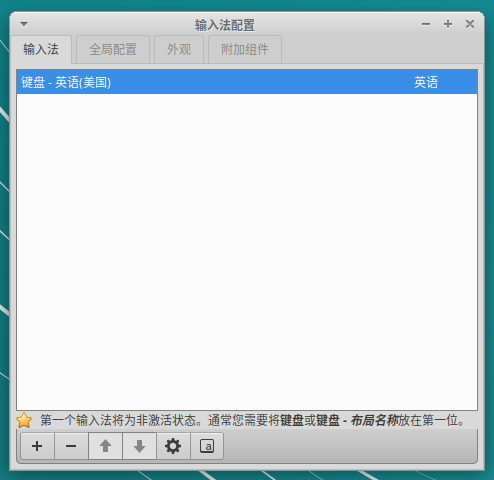 输入法配置
输入法 全局配置 外观 附加组件
键盘 - 英语(美国) 英语
第一个输入法将为非激活状态。通常您需要将键盘或键盘 - 布局名称放在第一位。
a